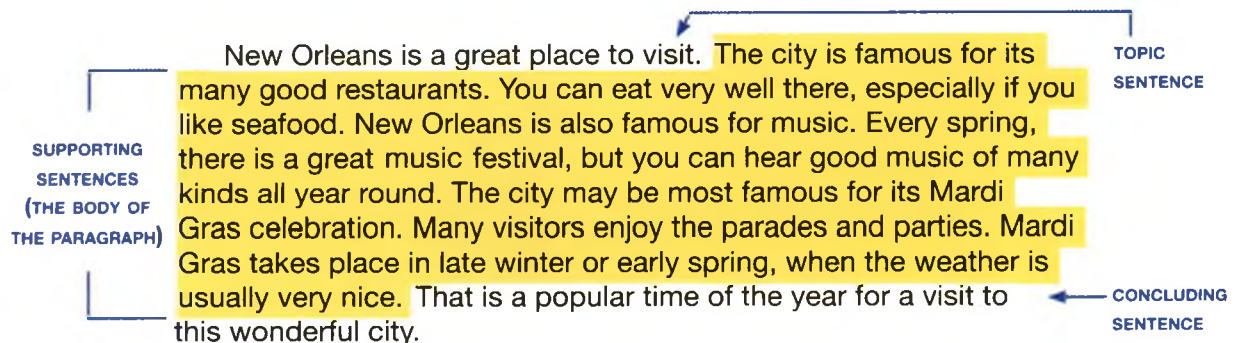 New Orleans is a great place to visit. The city is famous for its
many good restaurants. You can eat very well there, especially if you
like seafood. New Orleans is also famous for music. Every spring,
there is a great music festival, but you can hear good music of many
kinds all year round. The city may be most famous for its Mardi
Gras celebration. Many visitors enjoy the parades and parties. Mardi
Gras takes place in late winter or early spring, when the weather is
usually very nice. That is a popular time of the year for a visit to
this wonderful city.
TOPIC
SENTENCE
SUPPORTING
SENTENCES
(THE BODY OF
THE PARAGRAPH)
CONCLUDING
SENTENCE